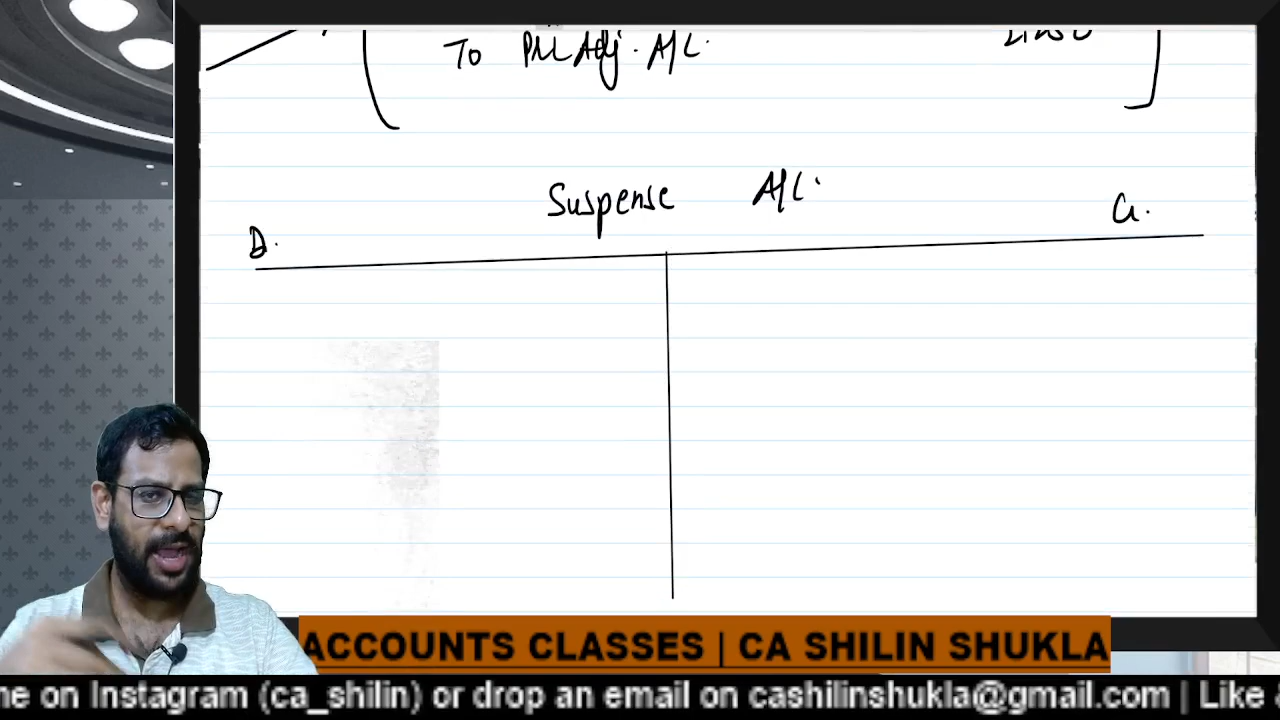 To P/L Adj. A/C.
Suspense A/C.
Dr. Cr.
ACCOUNTS CLASSES | CA SHILIN SHUKLA
me on Instagram (ca_shilin) or drop an email on cashilinshukla@gmail.com | Like